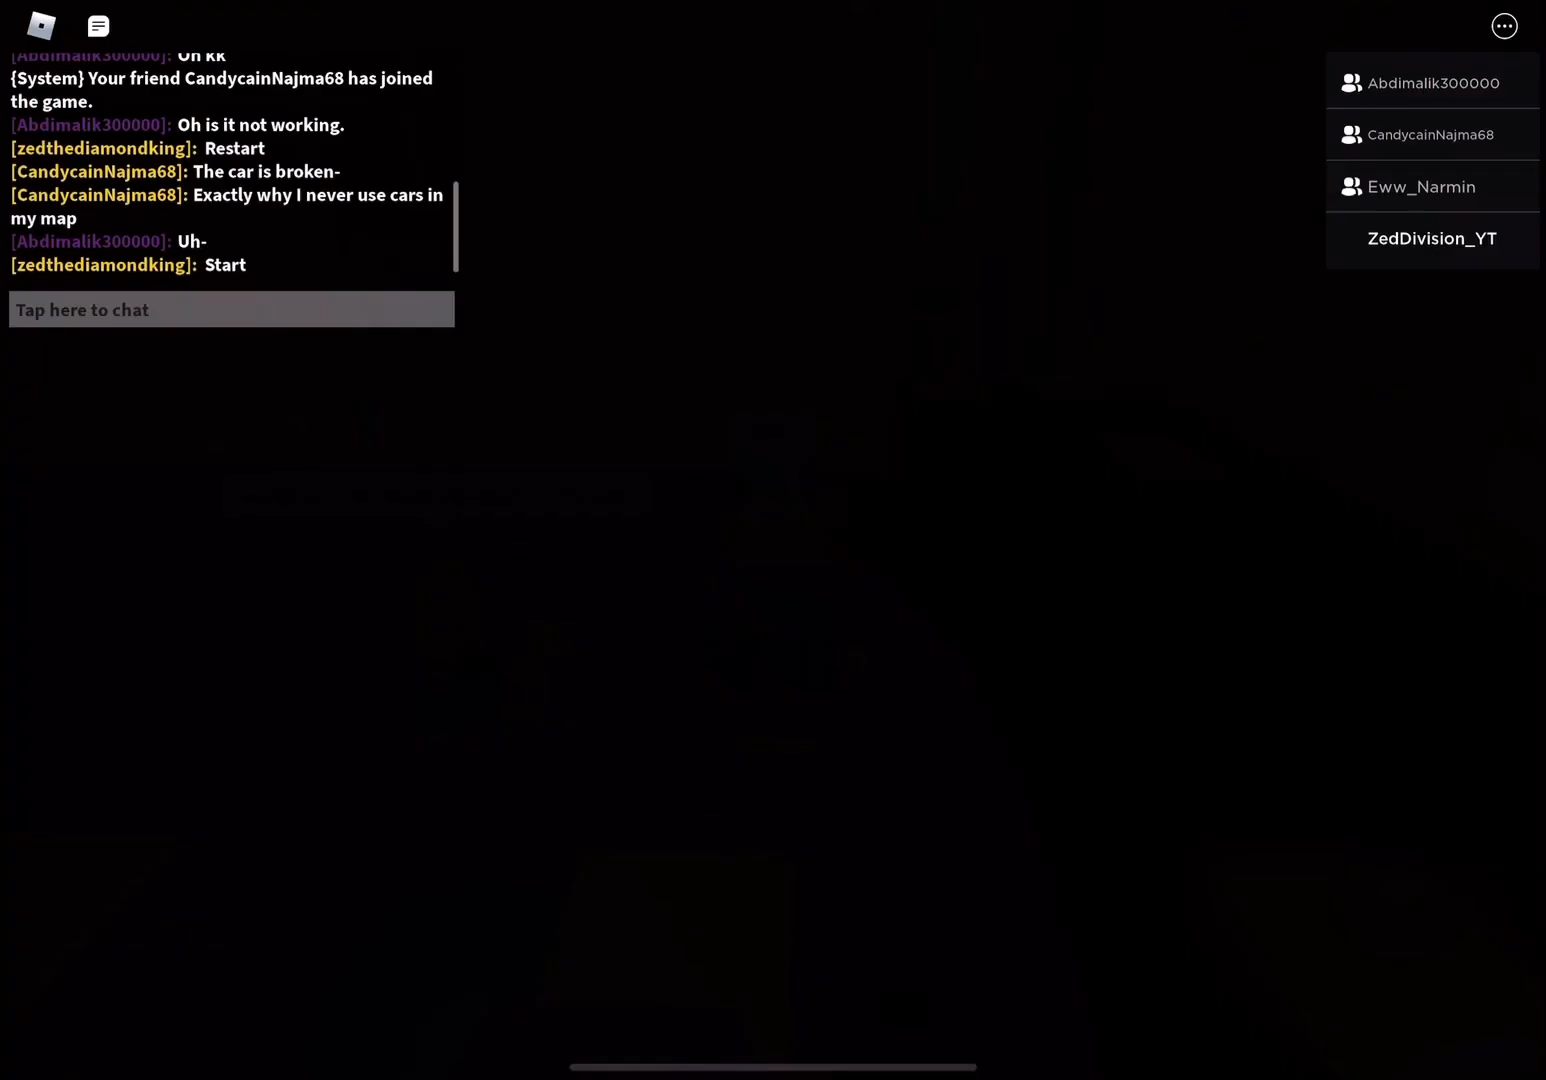 [Abdimalik300000]: Oh kk
{System} Your friend CandycainNajma68 has joined
the game.
[Abdimalik300000]: Oh is it not working.
[zedthediamondking]: Restart
[CandycainNajma68]: The car is broken-
[CandycainNajma68]: Exactly why I never use cars in
my map
[Abdimalik300000]: Uh-
[zedthediamondking]: Start
Tap here to chat
Abdimalik300000
CandycainNajma68
Eww_Narmin
ZedDivision_YT